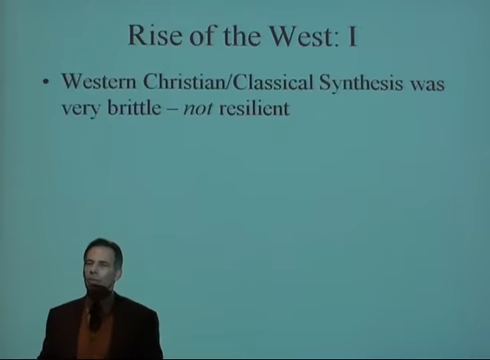 Rise of the West: I
• Western Christian/Classical Synthesis was
very brittle – not resilient